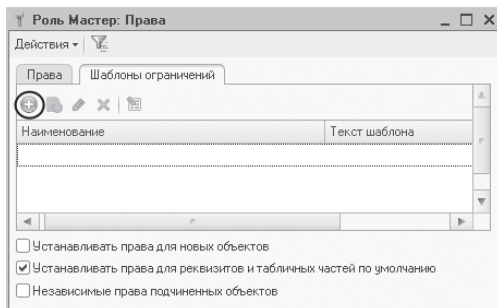 Роль Мастер: Права
Действия
Права
Шаблоны ограничений
Наименование
Текст шаблона
Устанавливать права для новых объектов
Устанавливать права для реквизитов и табличных частей по умолчанию
Независимые права подчиненных объектов